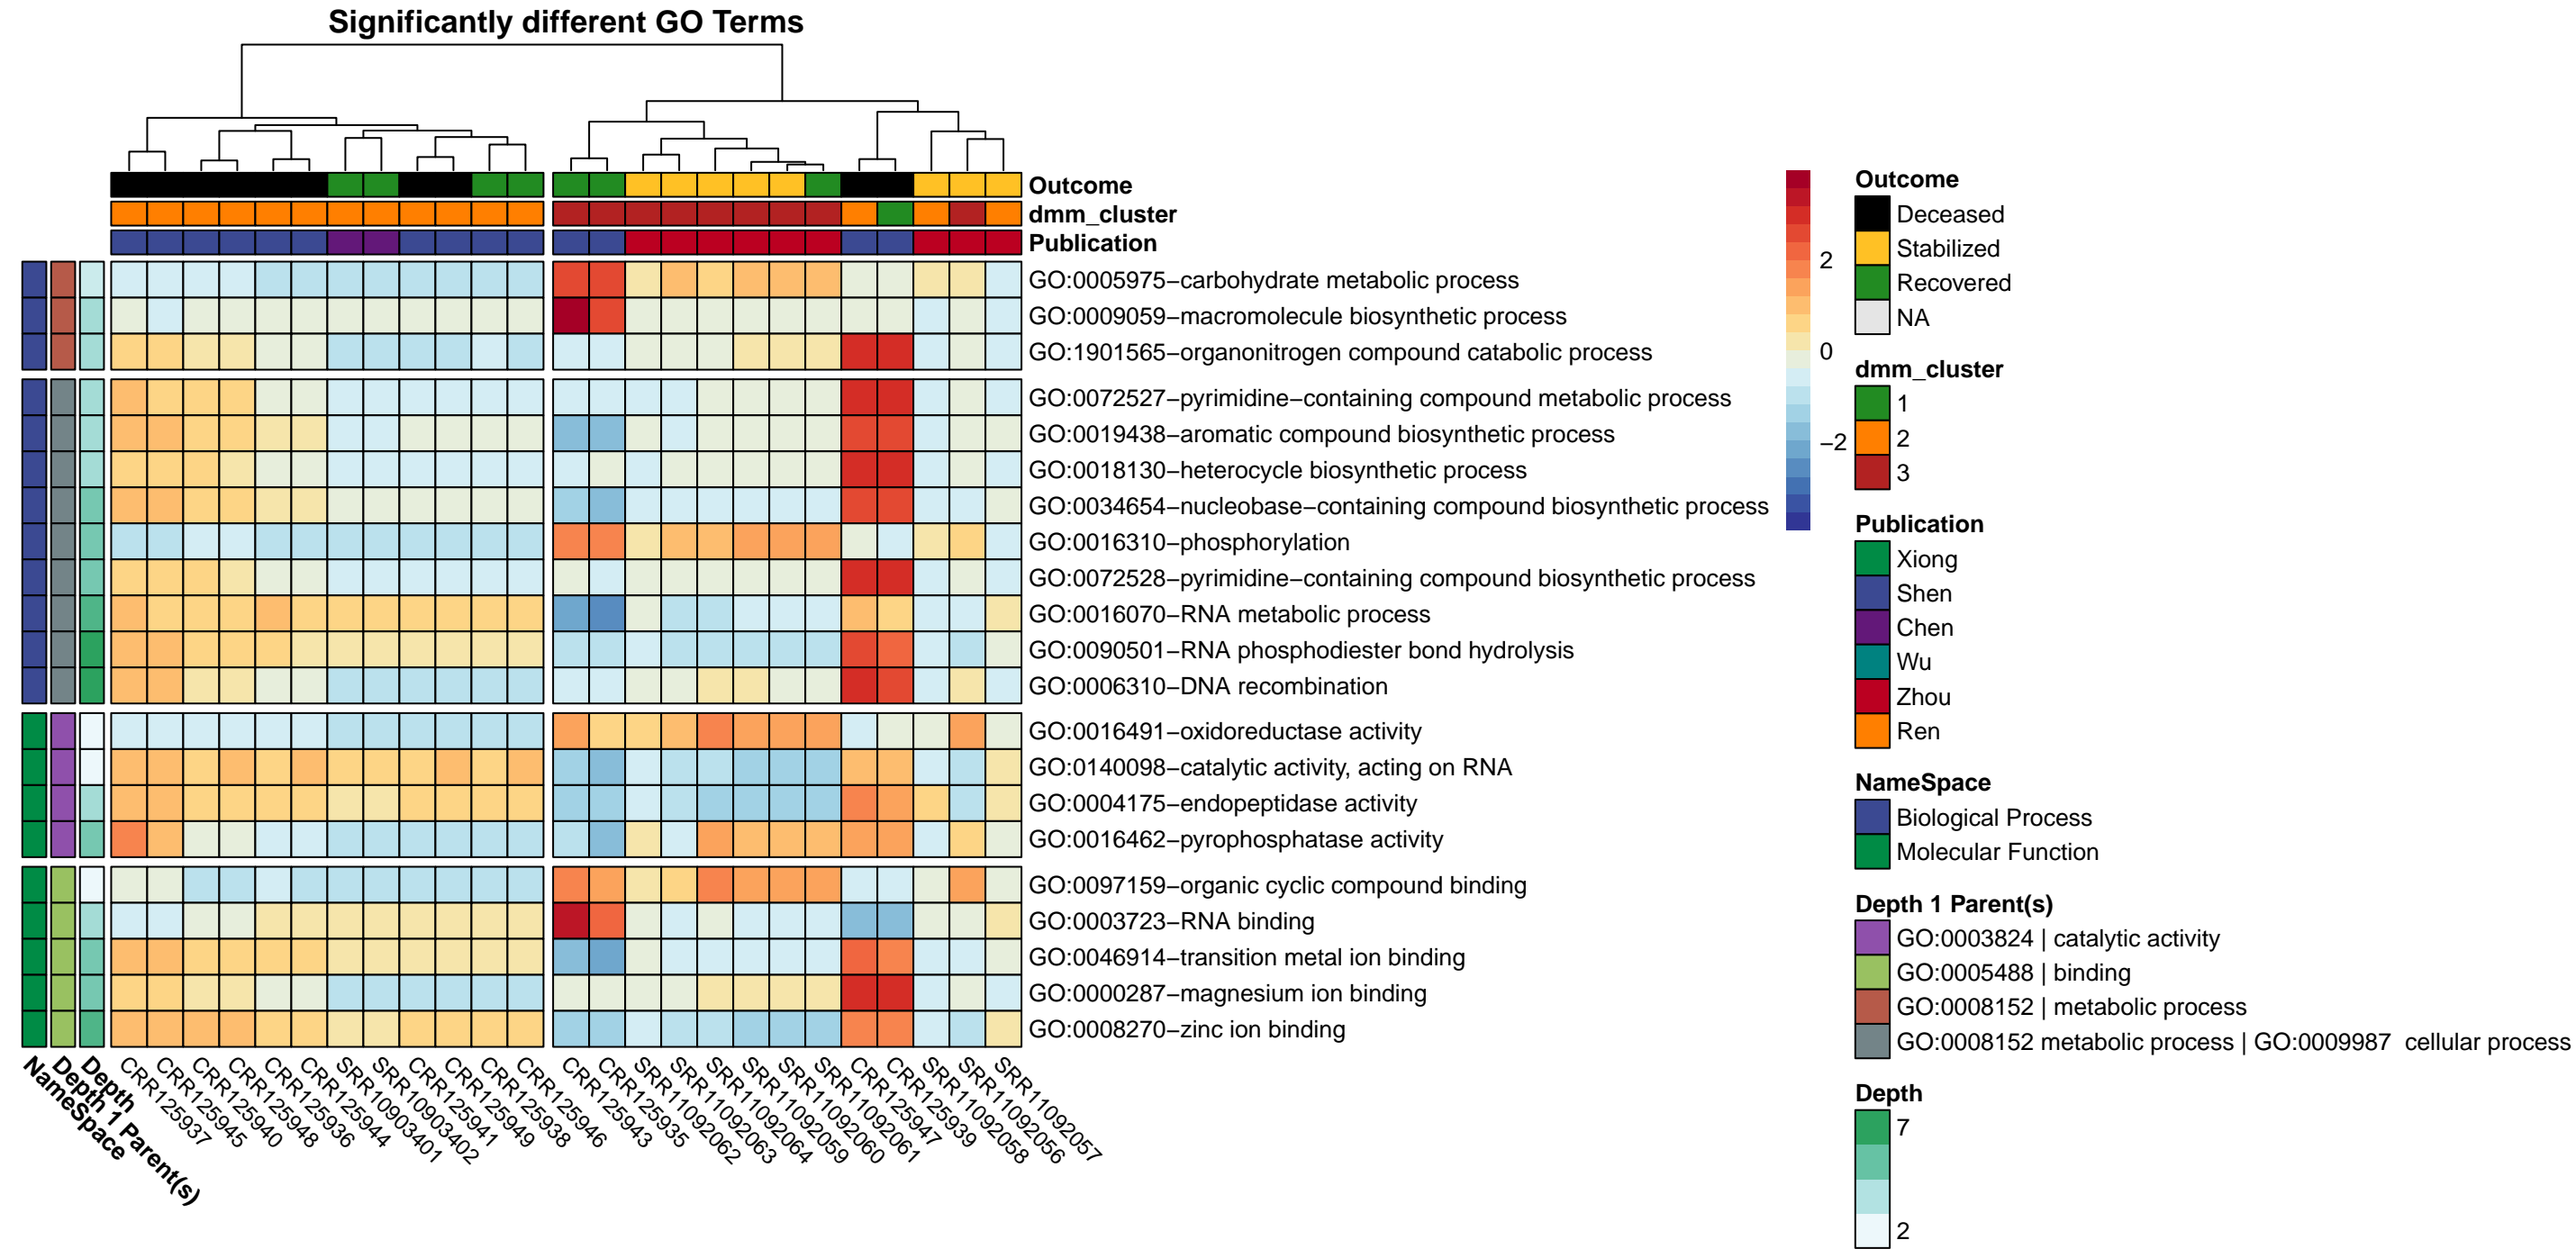 Significantly different GO Terms
Outcome
dmm_cluster
Publication
GO:0005975−carbohydrate metabolic process
GO:0009059−macromolecule biosynthetic process
GO:1901565−organonitrogen compound catabolic process
GO:0072527−pyrimidine−containing compound metabolic process
GO:0019438−aromatic compound biosynthetic process
GO:0018130−heterocycle biosynthetic process
GO:0034654−nucleobase−containing compound biosynthetic process
GO:0016310−phosphorylation
GO:0072528−pyrimidine−containing compound biosynthetic process
GO:0016070−RNA metabolic process
GO:0090501−RNA phosphodiester bond hydrolysis
GO:0006310−DNA recombination
GO:0016491−oxidoreductase activity
GO:0140098−catalytic activity, acting on RNA
GO:0004175−endopeptidase activity
GO:0016462−pyrophosphatase activity
GO:0097159−organic cyclic compound binding
GO:0003723−RNA binding
GO:0046914−transition metal ion binding
GO:0000287−magnesium ion binding
GO:0008270−zinc ion binding
NameSpace
Depth 1 Parent(s)
Depth
CRR125937
CRR125945
CRR125940
CRR125948
CRR125936
CRR125944
SRR10903401
SRR10903402
CRR125941
CRR125949
CRR125938
CRR125946
CRR125943
CRR125935
SRR11092062
SRR11092063
SRR11092064
SRR11092059
SRR11092060
SRR11092061
CRR125947
CRR125939
SRR11092058
SRR11092056
SRR11092057
2
0
−2
Outcome
Deceased
Stabilized
Recovered
NA
dmm_cluster
1
2
3
Publication
Xiong
Shen
Chen
Wu
Zhou
Ren
NameSpace
Biological Process
Molecular Function
Depth 1 Parent(s)
GO:0003824 | catalytic activity
GO:0005488 | binding
GO:0008152 | metabolic process
GO:0008152 metabolic process | GO:0009987  cellular process
Depth
7
2